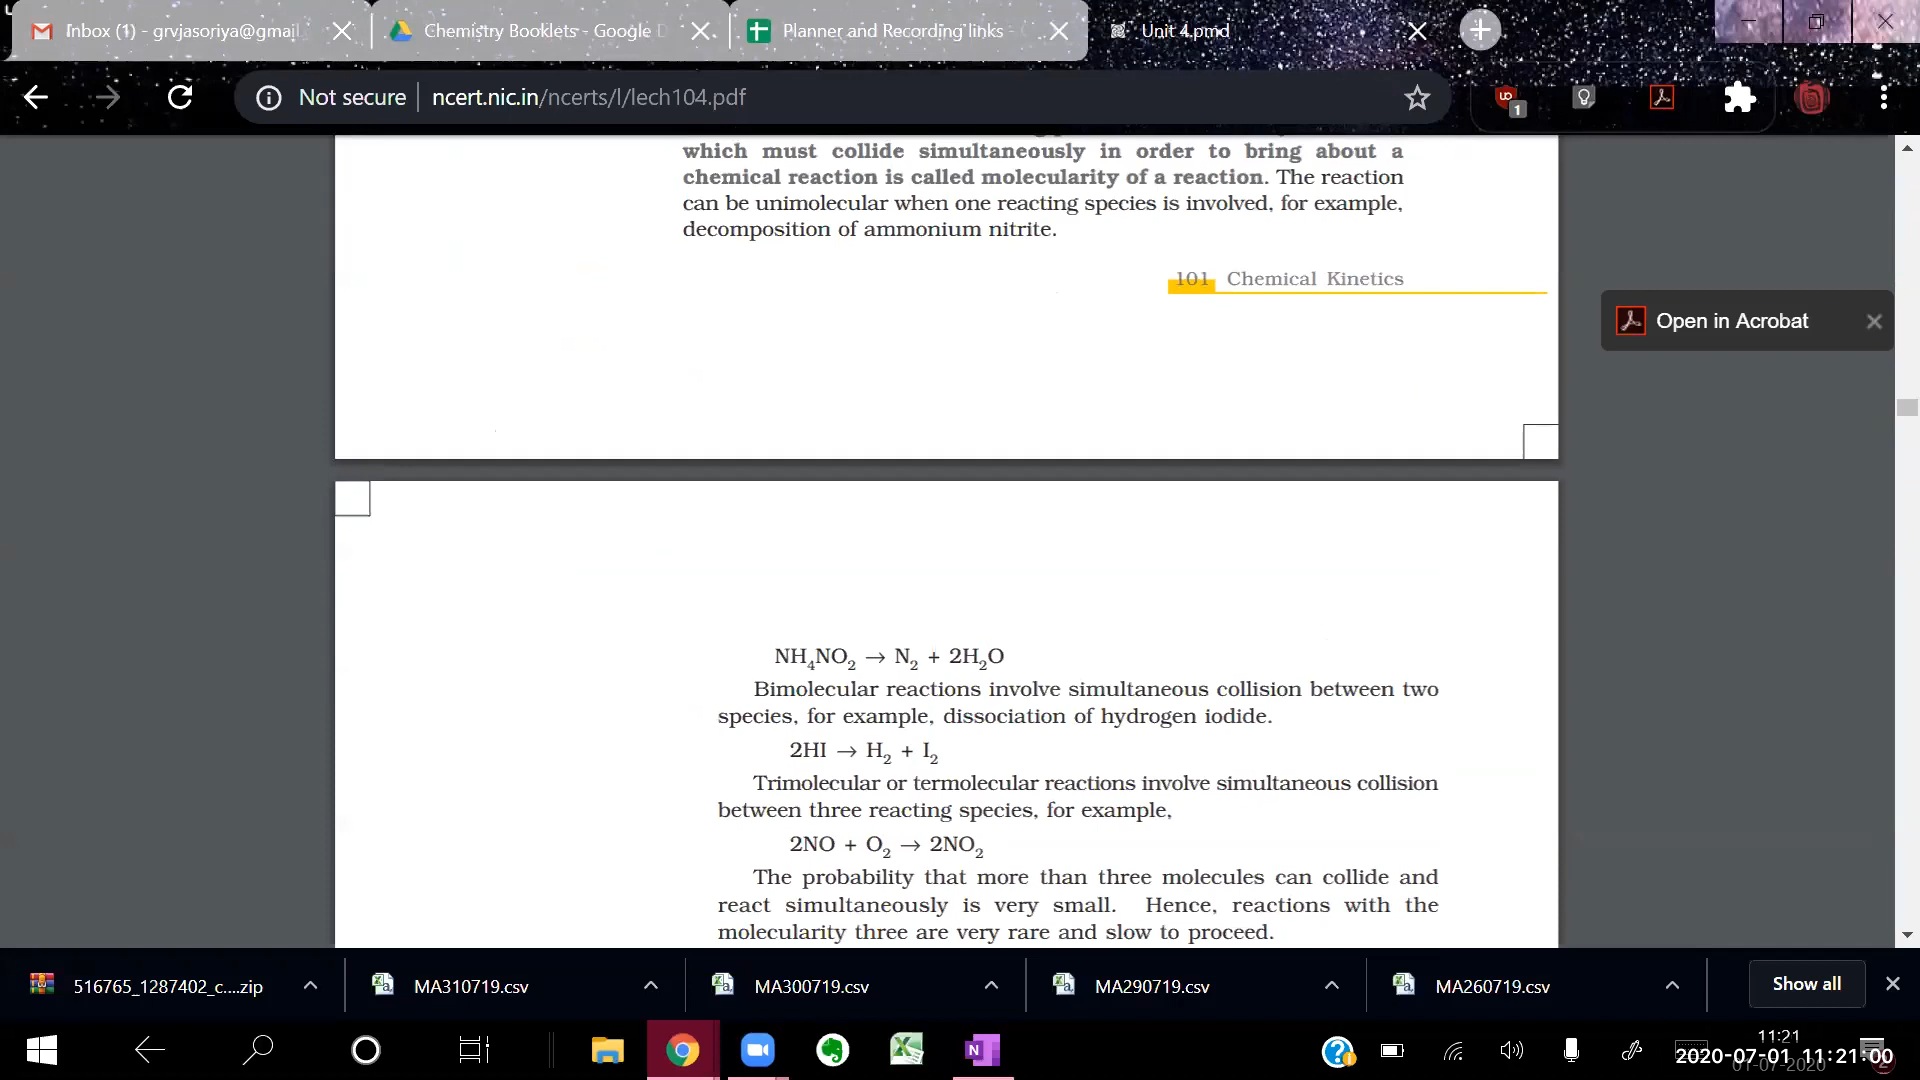 Inbox (1) - grvjasoriya@gmai
Chemistry Booklets - Google D
Planner and Recording links -
Unit 4.pmd
Not secure
ncert.nic.in/ncerts/l/lech104.pdf
1
which must collide simultaneously in order to bring about a
chemical reaction is called molecularity of a reaction. The reaction
can be unimolecular when one reacting species is involved, for example,
decomposition of ammonium nitrite.
101 Chemical Kinetics
Open in Acrobat
NH₄NO₂ → N₂ + 2H₂O
Bimolecular reactions involve simultaneous collision between two
species, for example, dissociation of hydrogen iodide.
2HI → H₂ + I₂
Trimolecular or termolecular reactions involve simultaneous collision
between three reacting species, for example,
2NO + O₂ → 2NO₂
The probability that more than three molecules can collide and
react simultaneously is very small. Hence, reactions with the
molecularity three are very rare and slow to proceed.
516765_1287402_c....zip
MA310719.csv
MA300719.csv
MA290719.csv
MA260719.csv
Show all
11:21
2020-07-01 11:21:00
01-07-2020
2